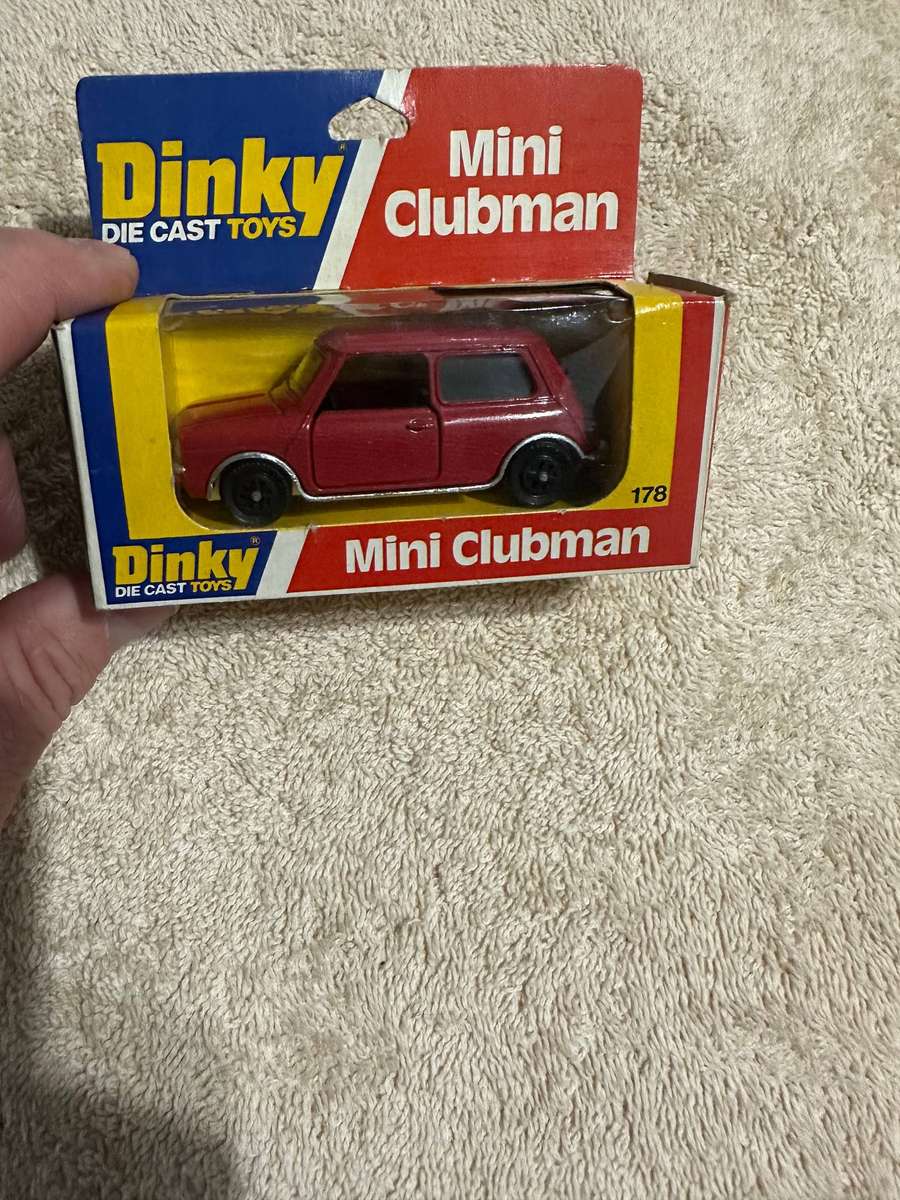 Dinky®
DIE CAST TOYS
Mini
Clubman
178
Dinky®
DIE CAST TOYS
Mini Clubman